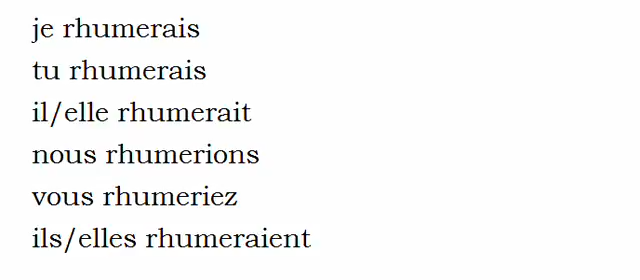 je rhumerais
tu rhumerais
il/elle rhumerait
nous rhumerions
vous rhumeriez
ils/elles rhumeraient